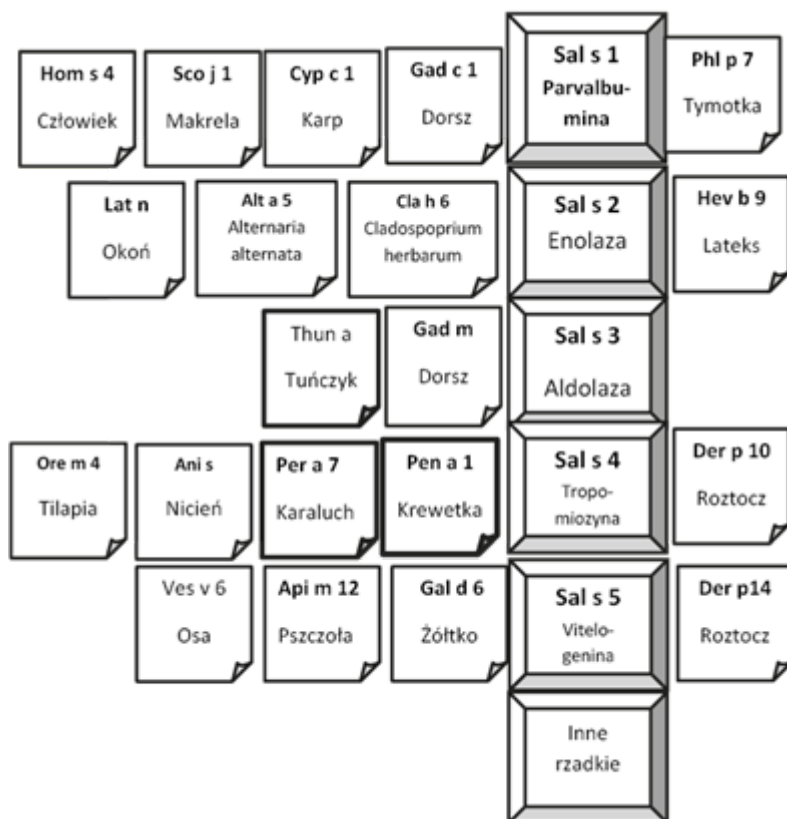 Hom s 4
Człowiek
Sco j 1
Makrela
Cyp c 1
Karp
Gad c 1
Dorsz
Sal s 1
Parvalbu-
mina
Phl p 7
Tymotka
Lat n
Okoń
Alt a 5
Alternaria
alternata
Cla h 6
Cladospoprium
herbarum
Sal s 2
Enolaza
Hev b 9
Lateks
Thun a
Tuńczyk
Gad m
Dorsz
Sal s 3
Aldolaza
Ore m 4
Tilapia
Ani s
Nicień
Per a 7
Karaluch
Pen a 1
Krewetka
Sal s 4
Tropo-
miozyna
Der p 10
Roztocz
Ves v 6
Osa
Api m 12
Pszczoła
Gal d 6
Żółtko
Sal s 5
Vitelo-
genina
Der p14
Roztocz
Inne
rzadkie